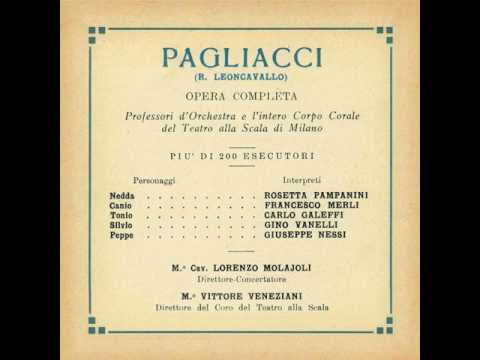 PAGLIACCI
(R. LEONCAVALLO)
OPERA COMPLETA
Professori d'Orchestra e l'intero Corpo Corale
del Teatro alla Scala di Milano
PIU' DI 200 ESECUTORI
Personaggi Interpreti
Nedda . . . . . . . . . . ROSETTA PAMPANINI
Canio . . . . . . . . . . FRANCESCO MERLI
Tonio . . . . . . . . . . CARLO GALEFFI
Silvio . . . . . . . . . . GINO VANELLI
Peppe . . . . . . . . . . GIUSEPPE NESSI
M.º Cav. LORENZO MOLAJOLI
Direttore-Concertatore
M.º VITTORE VENEZIANI
Direttore del Coro del Teatro alla Scala